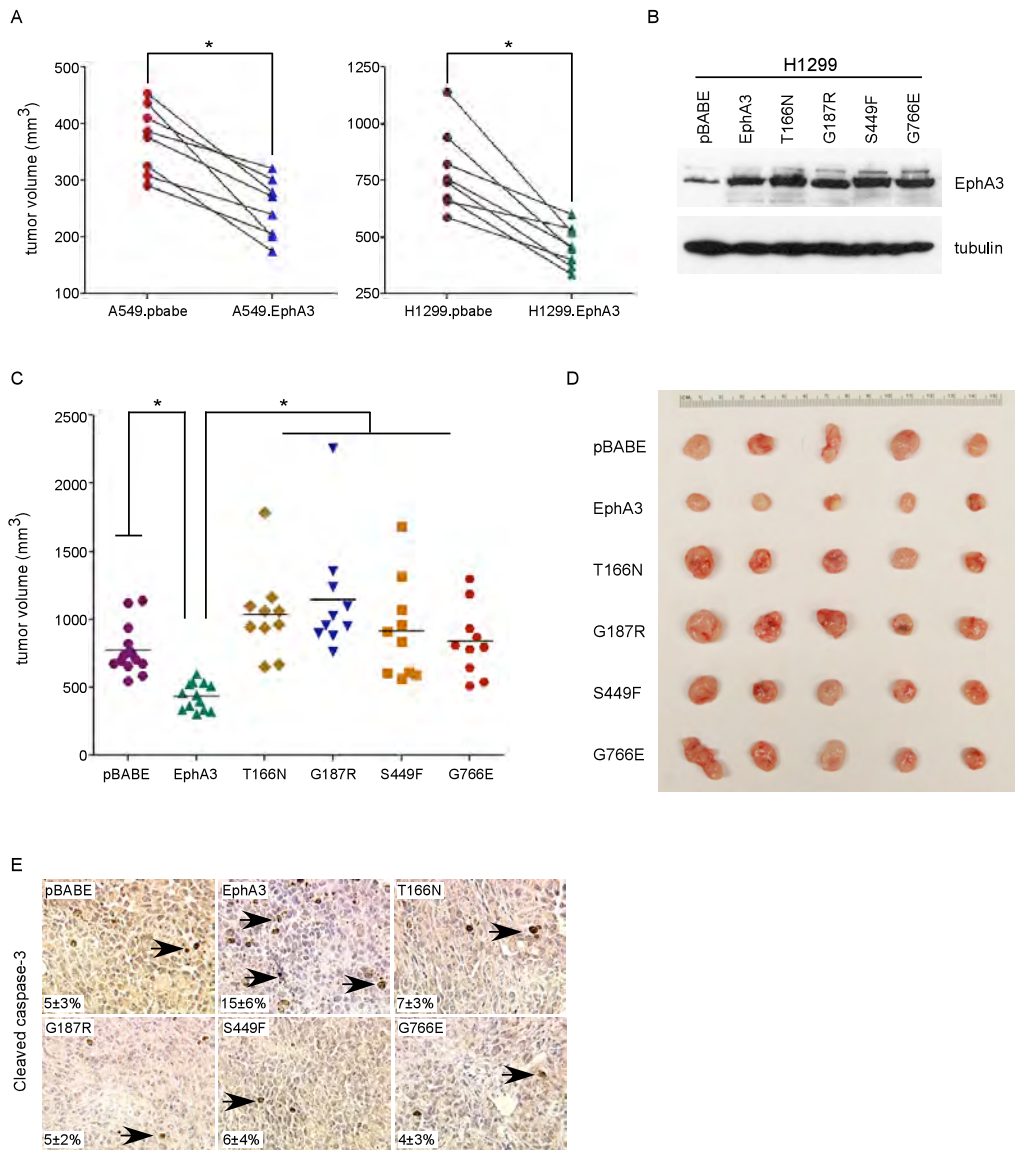 A
*
*
500
400
300
200
100
tumor volume (mm3)
A549.pbabe
A549.EphA3
1250
1000
750
500
250
H1299.pbabe
H1299.EphA3
B
H1299
pBABE
EphA3
T166N
G187R
S449F
G766E
EphA3
tubulin
C
*
*
2500
2000
1500
1000
500
0
tumor volume (mm3)
pBABE
EphA3
T166N
G187R
S449F
G766E
D
pBABE
EphA3
T166N
G187R
S449F
G766E
E
Cleaved caspase-3
pBABE
5±3%
EphA3
15±6%
T166N
7±3%
G187R
5±2%
S449F
6±4%
G766E
4±3%